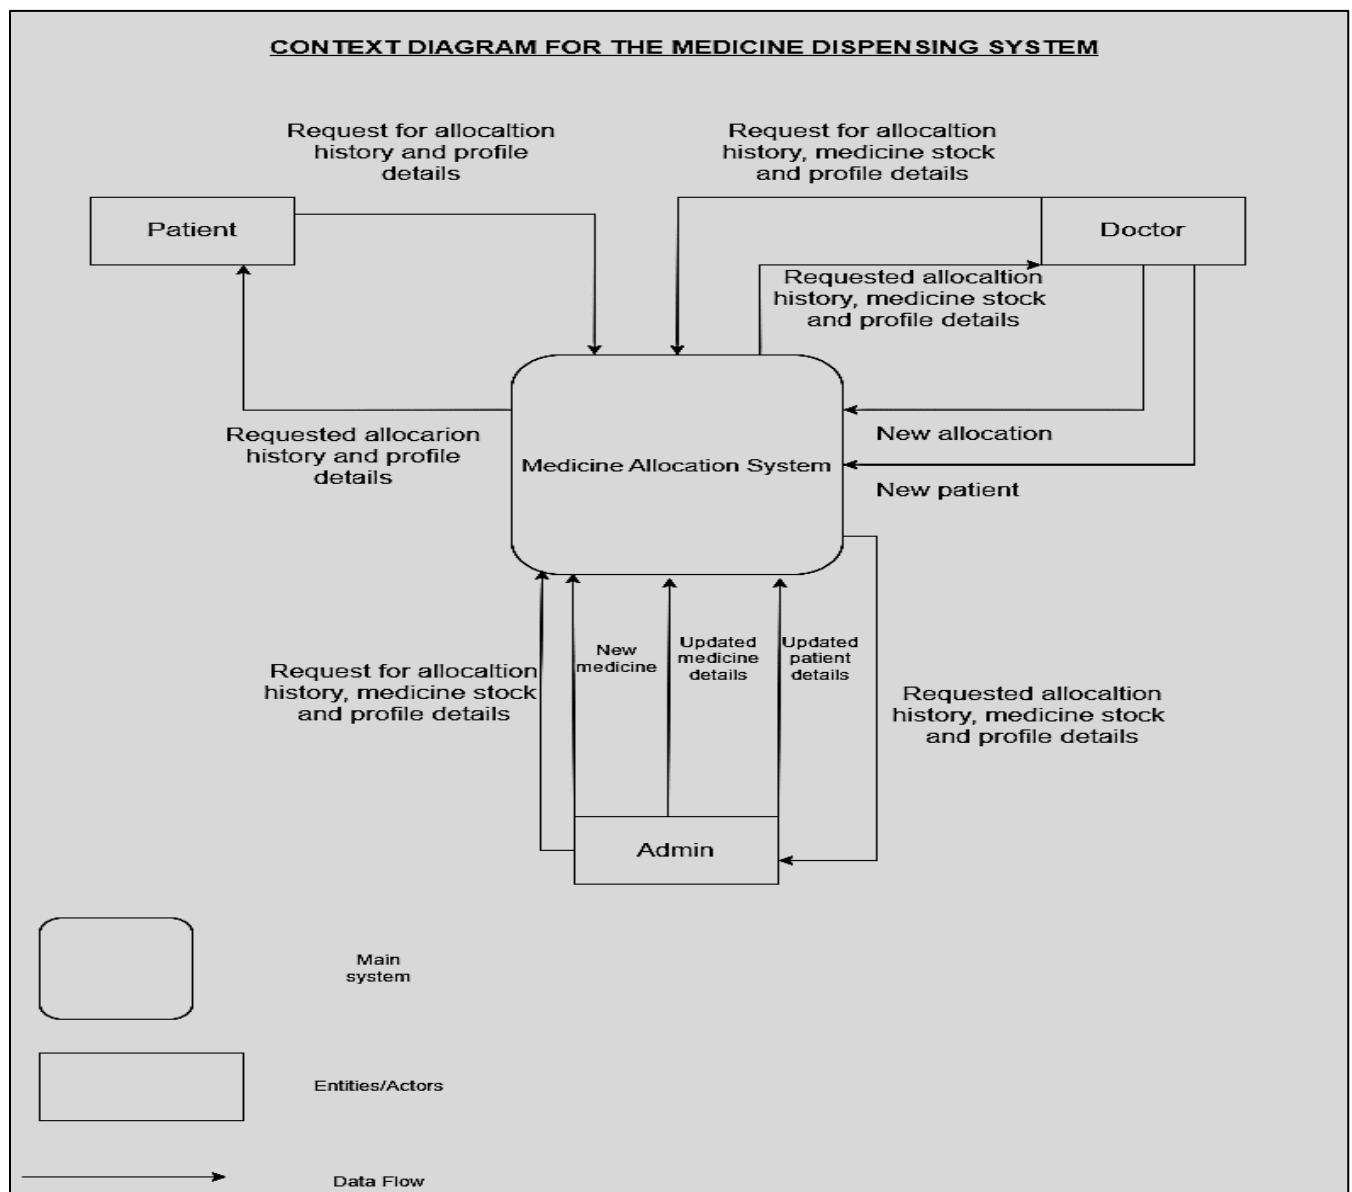 CONTEXT DIAGRAM FOR THE MEDICINE DISPENSING SYSTEM
Request for allocaltion
history and profile
details
Request for allocaltion
history, medicine stock
and profile details
Patient
Doctor
Requested allocaltion
history, medicine stock
and profile details
Requested allocarion
history and profile
details
Medicine Allocation System
New allocation
New patient
Request for allocaltion
history, medicine stock
and profile details
New
medicine
Updated
medicine
details
Updated
patient
details
Requested allocaltion
history, medicine stock
and profile details
Admin
Main
system
Entities/Actors
Data Flow